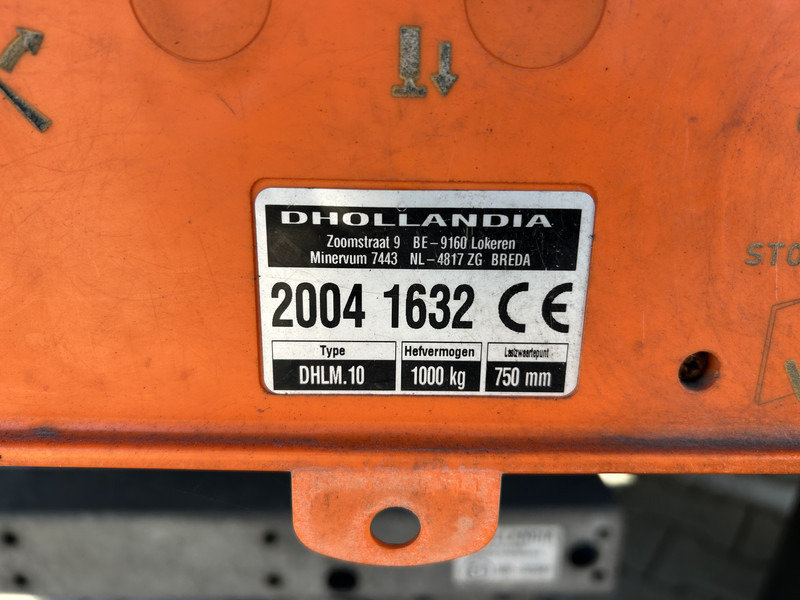 DHOLLANDIA
Zoomstraat 9 BE-9160 Lokeren
Minervum 7443 NL-4817 ZG BREDA
2004 1632 CE
Type Hefvermogen Lastzwaartepunt
DHLM.10 1000 kg 750 mm
STO